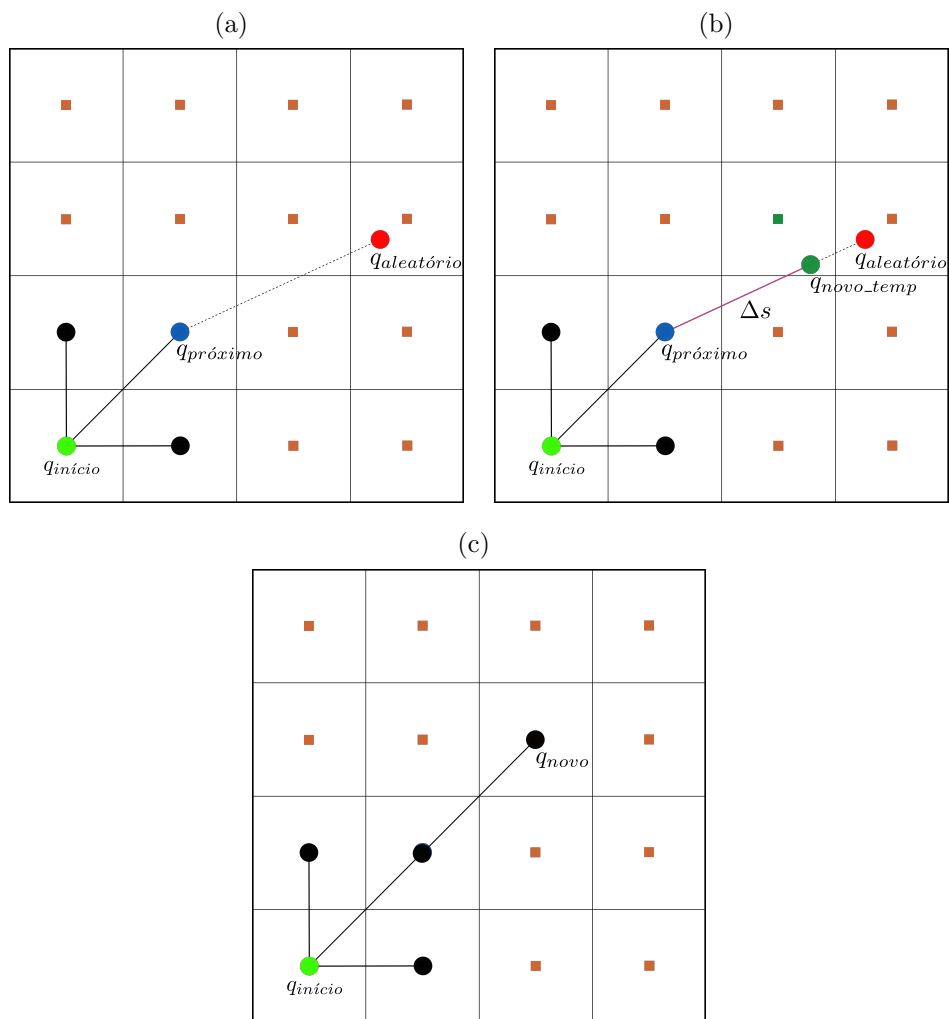 (a)
(b)
q_aleatório
q_próximo
q_início
q_aleatório
q_novo_temp
Δs
q_próximo
q_início
(c)
q_novo
q_início